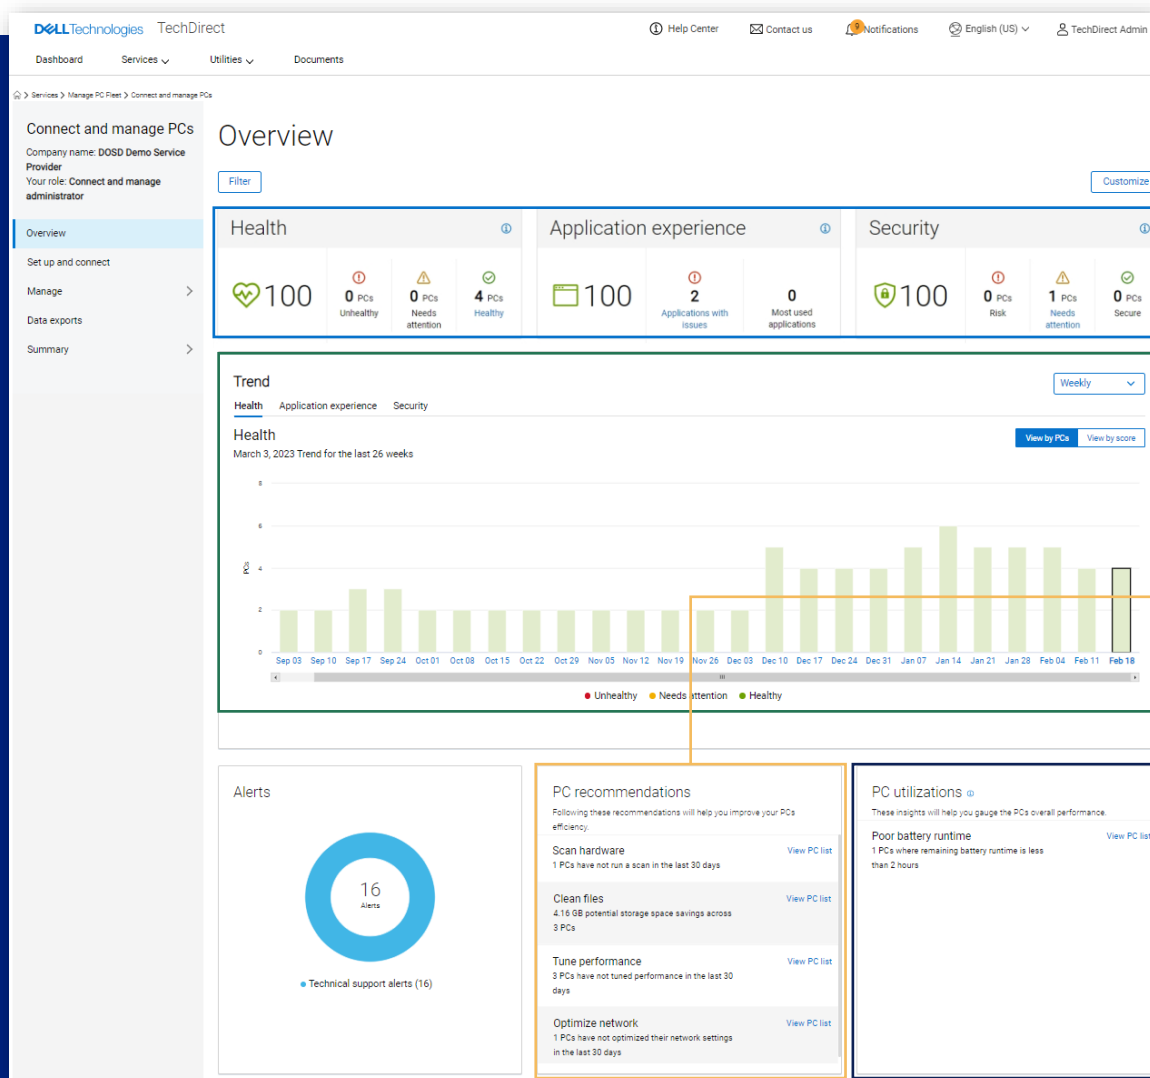 DELLTechnologies TechDirect
Help Center
Contact us
9
Notifications
English (US)
TechDirect Admin
Dashboard
Services
Utilities
Documents
> Services > Manage PC Fleet > Connect and manage PCs
Connect and manage PCs
Company name: DOSD Demo Service
Provider
Your role: Connect and manage
administrator
Overview
Set up and connect
Manage
Data exports
Summary
Overview
Filter
Customize
Health
100
0 PCs
Unhealthy
0 PCs
Needs
attention
4 PCs
Healthy
Application experience
100
2
Applications with
issues
0
Most used
applications
Security
100
0 PCs
Risk
1 PCs
Needs
attention
0 PCs
Secure
Trend
Weekly
Health Application experience Security
Health
View by PCs View by score
March 3, 2023 Trend for the last 26 weeks
PCs
8
6
4
2
0
Sep 03 Sep 10 Sep 17 Sep 24 Oct 01 Oct 08 Oct 15 Oct 22 Oct 29 Nov 05 Nov 12 Nov 19 Nov 26 Dec 03 Dec 10 Dec 17 Dec 24 Dec 31 Jan 07 Jan 14 Jan 21 Jan 28 Feb 04 Feb 11 Feb 18
Unhealthy Needs attention Healthy
Alerts
16
Alerts
Technical support alerts (16)
PC recommendations
Following these recommendations will help you improve your PCs
efficiency.
Scan hardware View PC list
1 PCs have not run a scan in the last 30 days
Clean files View PC list
4.16 GB potential storage space savings across
3 PCs
Tune performance View PC list
3 PCs have not tuned performance in the last 30
days
Optimize network View PC list
1 PCs have not optimized their network settings
in the last 30 days
PC utilizations
These insights will help you gauge the PCs overall performance.
Poor battery runtime View PC list
1 PCs where remaining battery runtime is less
than 2 hours